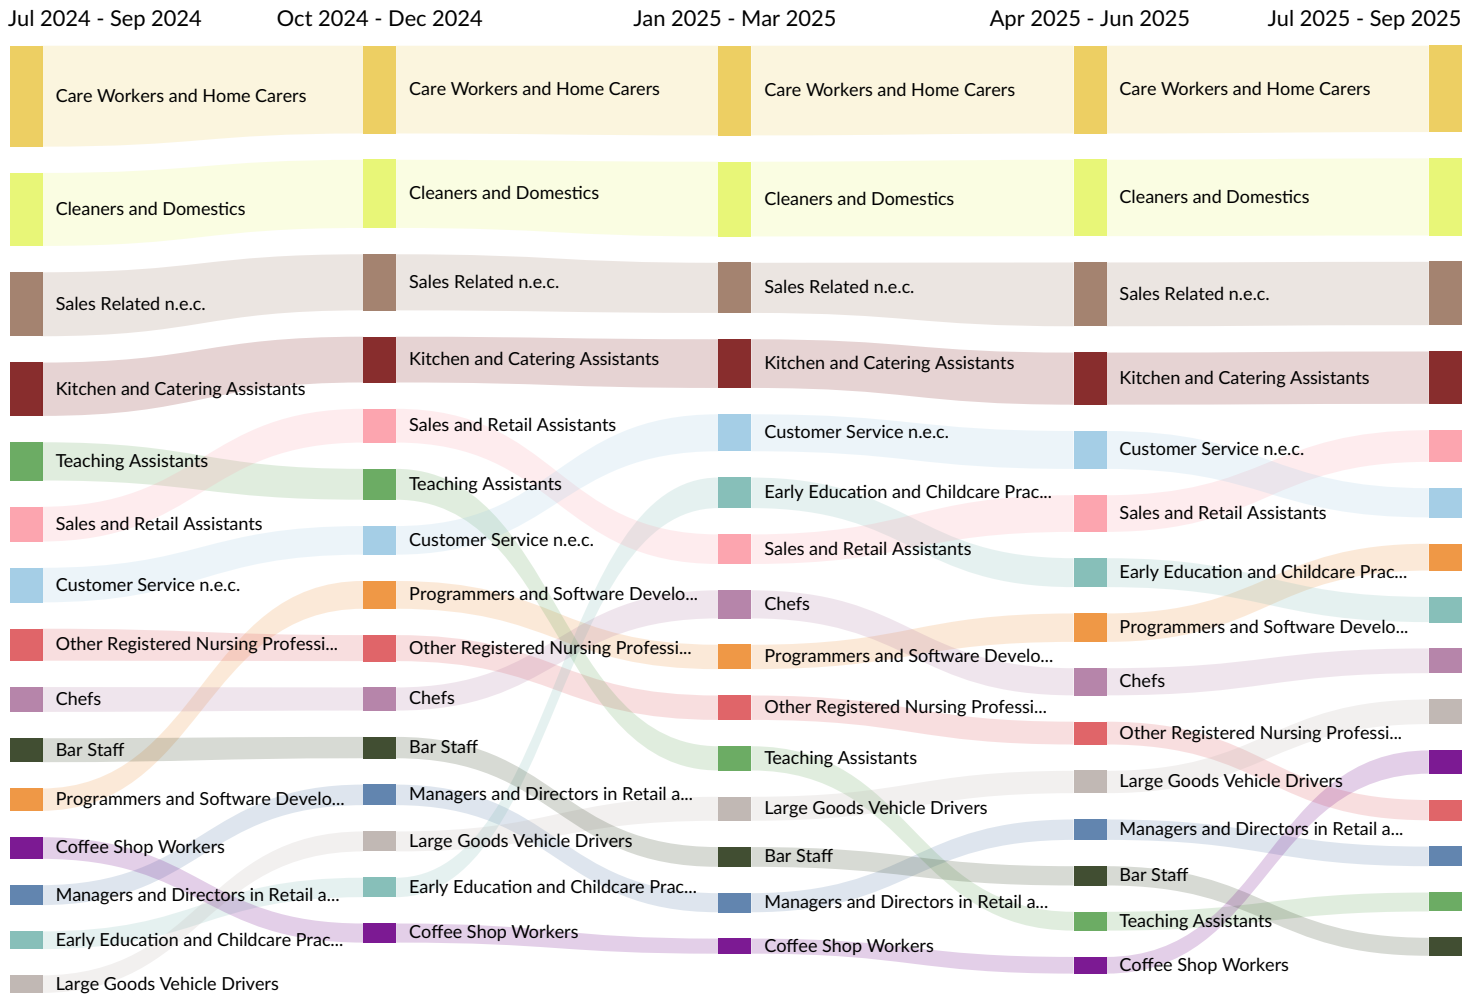 Jul 2024 - Sep 2024
Oct 2024 - Dec 2024
Jan 2025 - Mar 2025
Apr 2025 - Jun 2025
Jul 2025 - Sep 2025
Care Workers and Home Carers
Cleaners and Domestics
Sales Related n.e.c.
Kitchen and Catering Assistants
Teaching Assistants
Sales and Retail Assistants
Customer Service n.e.c.
Other Registered Nursing Professi...
Chefs
Bar Staff
Programmers and Software Develo...
Coffee Shop Workers
Managers and Directors in Retail a...
Early Education and Childcare Prac...
Large Goods Vehicle Drivers
Care Workers and Home Carers
Cleaners and Domestics
Sales Related n.e.c.
Kitchen and Catering Assistants
Sales and Retail Assistants
Teaching Assistants
Customer Service n.e.c.
Programmers and Software Develo...
Other Registered Nursing Professi...
Chefs
Bar Staff
Managers and Directors in Retail a...
Large Goods Vehicle Drivers
Early Education and Childcare Prac...
Coffee Shop Workers
Care Workers and Home Carers
Cleaners and Domestics
Sales Related n.e.c.
Kitchen and Catering Assistants
Customer Service n.e.c.
Early Education and Childcare Prac...
Sales and Retail Assistants
Chefs
Programmers and Software Develo...
Other Registered Nursing Professi...
Teaching Assistants
Large Goods Vehicle Drivers
Bar Staff
Managers and Directors in Retail a...
Coffee Shop Workers
Care Workers and Home Carers
Cleaners and Domestics
Sales Related n.e.c.
Kitchen and Catering Assistants
Customer Service n.e.c.
Sales and Retail Assistants
Early Education and Childcare Prac...
Programmers and Software Develo...
Chefs
Other Registered Nursing Professi...
Large Goods Vehicle Drivers
Managers and Directors in Retail a...
Bar Staff
Teaching Assistants
Coffee Shop Workers